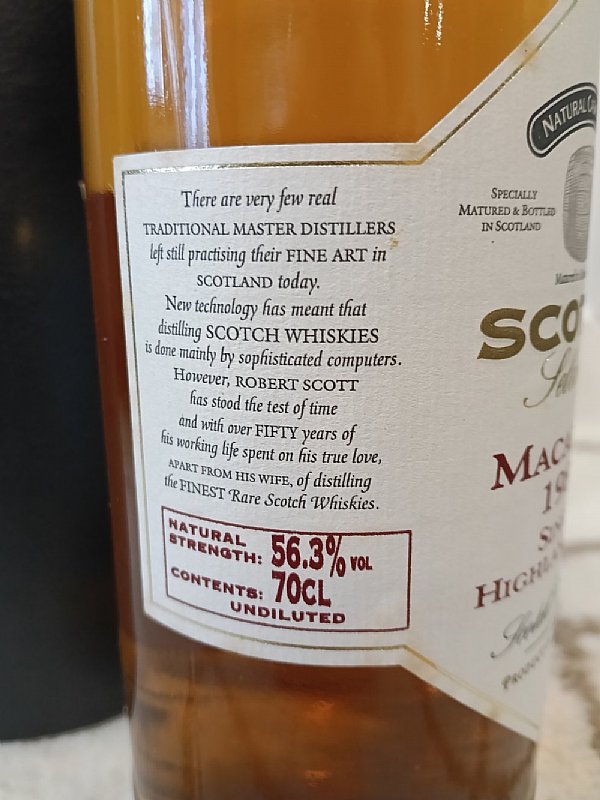 There are very few real
TRADITIONAL MASTER DISTILLERS
left still practising their FINE ART in
SCOTLAND today.
New technology has meant that
distilling SCOTCH WHISKIES
is done mainly by sophisticated computers.
However, ROBERT SCOTT
has stood the test of time
and with over FIFTY years of
his working life spent on his true love,
APART FROM HIS WIFE, of distilling
the FINEST Rare Scotch Whiskies.
NATURAL
STRENGTH: 56.3% VOL
CONTENTS: 70CL
UNDILUTED
NATURAL
SPECIALLY
MATURED & BOTTLED
IN SCOTLAND